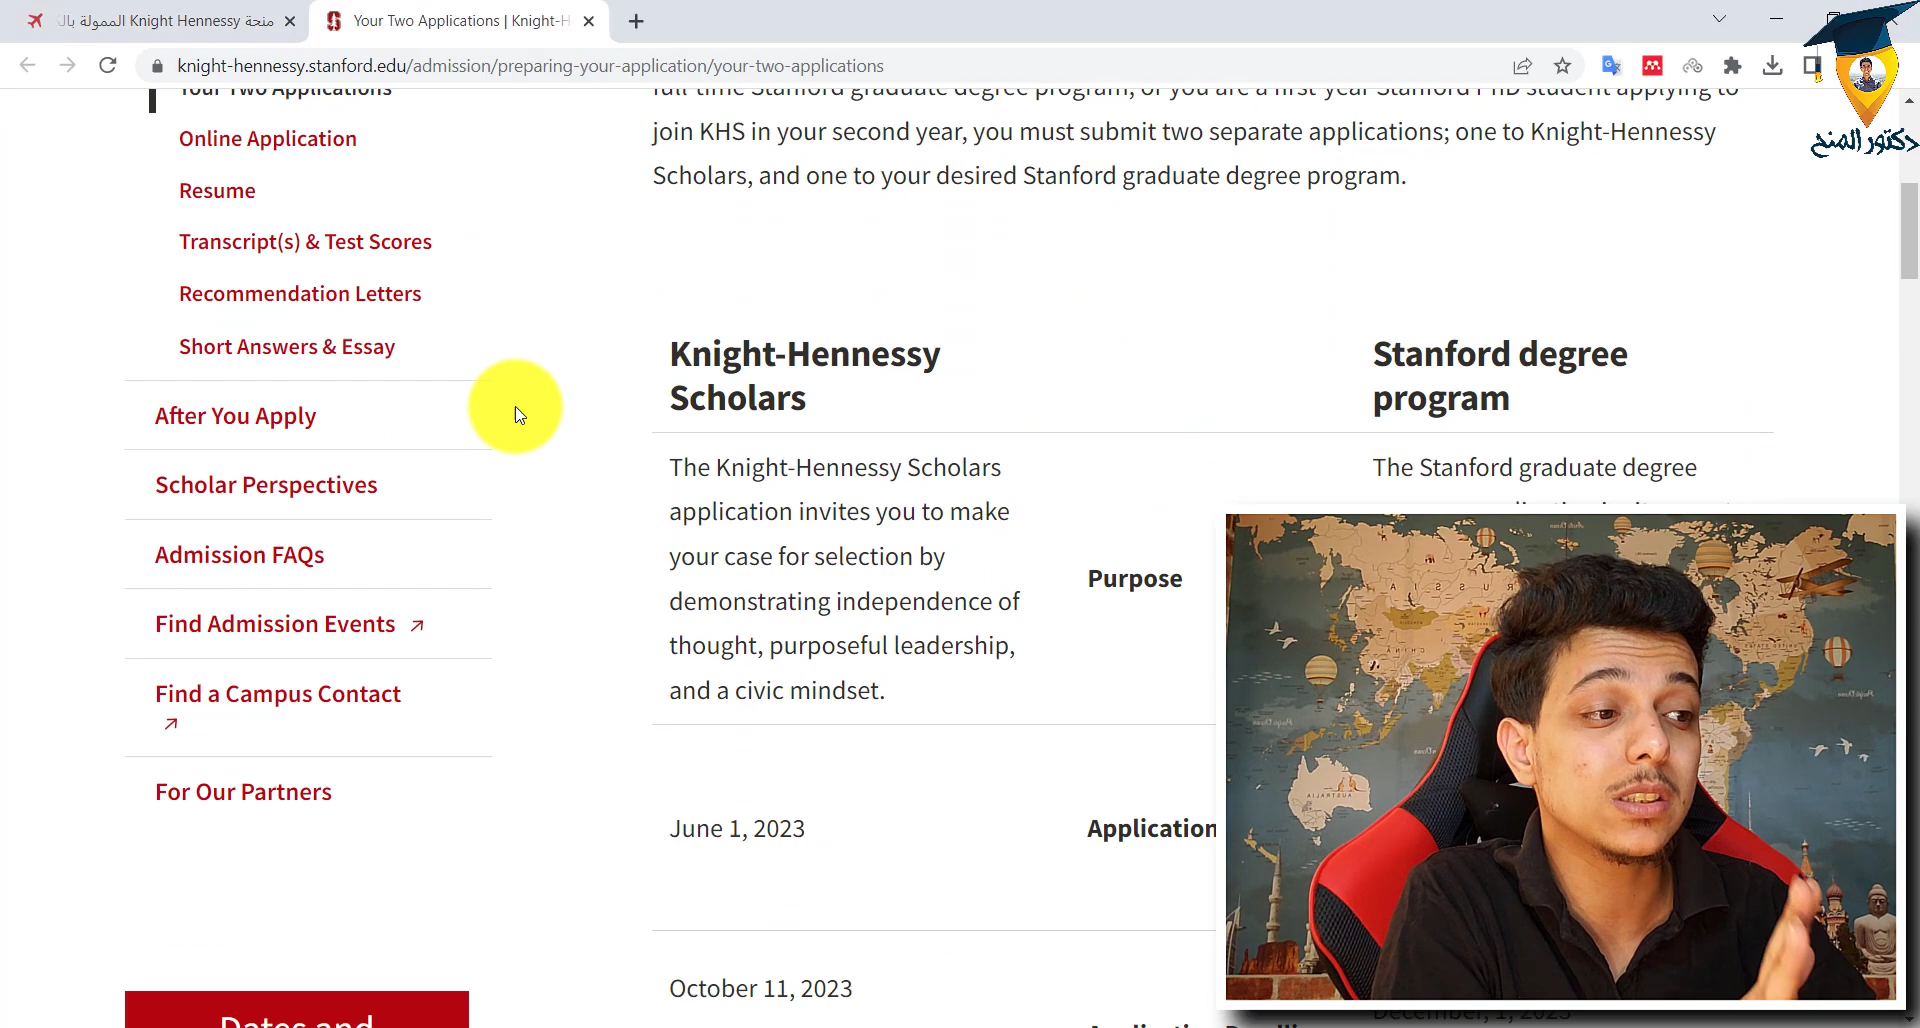 منحة Knight Hennessy الممولة بال
Your Two Applications | Knight-H
knight-hennessy.stanford.edu/admission/preparing-your-application/your-two-applications
دكتور المنح
Your Two Applications
Online Application
Resume
Transcript(s) & Test Scores
Recommendation Letters
Short Answers & Essay
After You Apply
Scholar Perspectives
Admission FAQs
Find Admission Events
Find a Campus Contact
For Our Partners
Dates and
full-time Stanford graduate degree program, or you are a first-year Stanford PhD student applying to
join KHS in your second year, you must submit two separate applications; one to Knight-Hennessy
Scholars, and one to your desired Stanford graduate degree program.
Knight-Hennessy
Scholars
Stanford degree
program
The Knight-Hennessy Scholars
application invites you to make
your case for selection by
demonstrating independence of
thought, purposeful leadership,
and a civic mindset.
Purpose
The Stanford graduate degree
June 1, 2023
Application
October 11, 2023
December, 1, 2023
RUSSIA
CHINA
AUSTRALIA